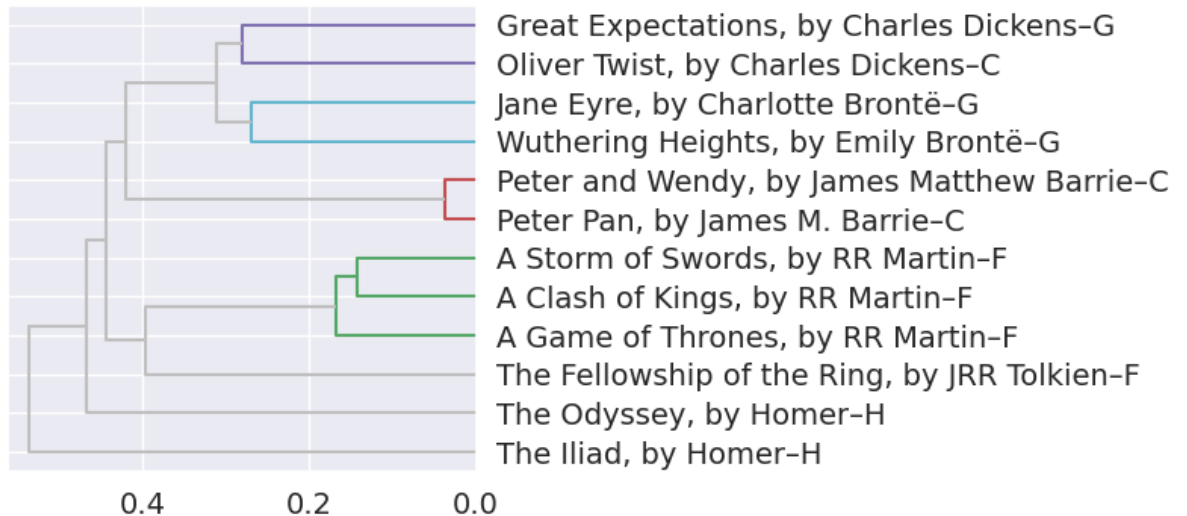 Great Expectations, by Charles Dickens–G
Oliver Twist, by Charles Dickens–C
Jane Eyre, by Charlotte Brontë–G
Wuthering Heights, by Emily Brontë–G
Peter and Wendy, by James Matthew Barrie–C
Peter Pan, by James M. Barrie–C
A Storm of Swords, by RR Martin–F
A Clash of Kings, by RR Martin–F
A Game of Thrones, by RR Martin–F
The Fellowship of the Ring, by JRR Tolkien–F
The Odyssey, by Homer–H
The Iliad, by Homer–H
0.4 0.2 0.0